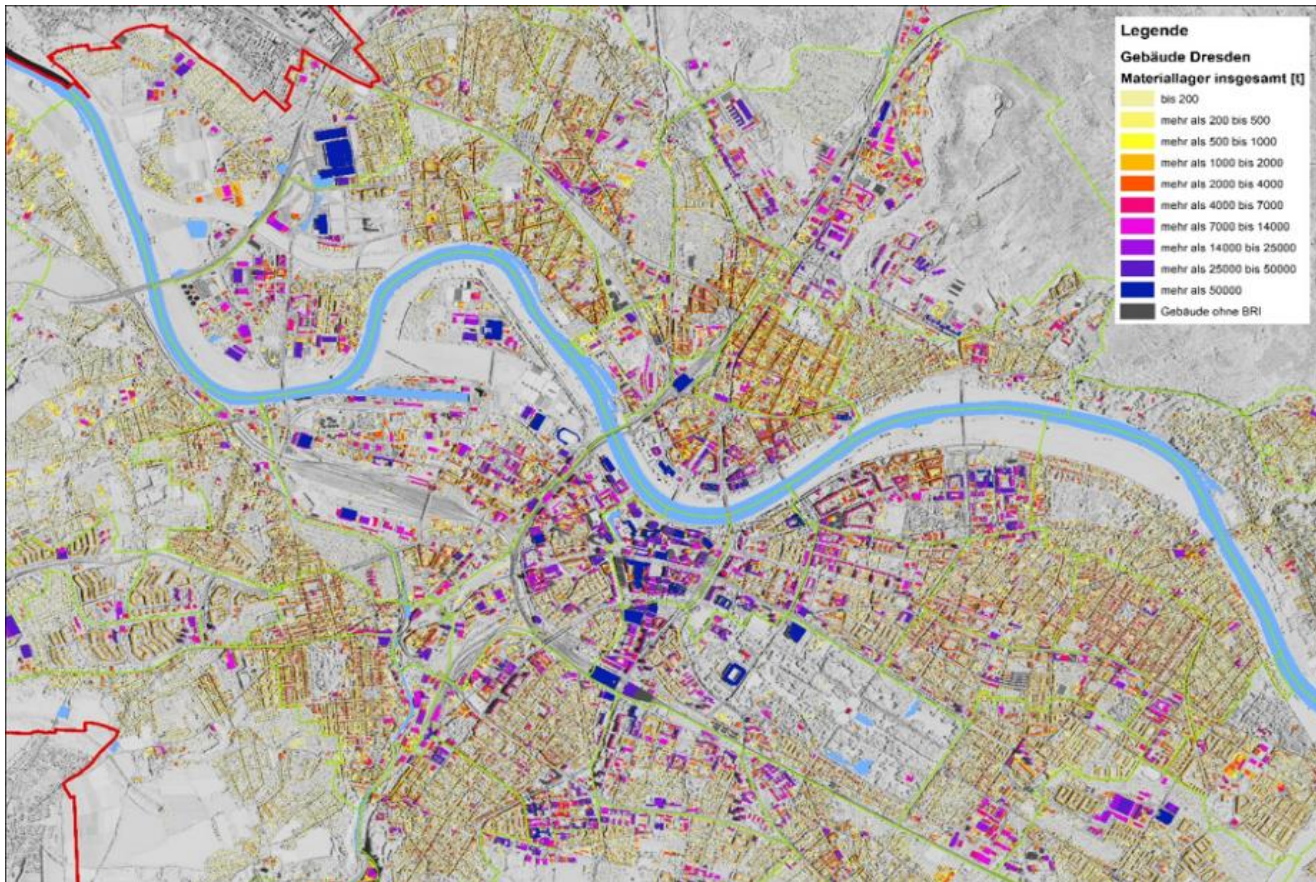 Legende
Gebäude Dresden
Materiallager insgesamt [t]
bis 200
mehr als 200 bis 500
mehr als 500 bis 1000
mehr als 1000 bis 2000
mehr als 2000 bis 4000
mehr als 4000 bis 7000
mehr als 7000 bis 14000
mehr als 14000 bis 25000
mehr als 25000 bis 50000
mehr als 50000
Gebäude ohne BRI